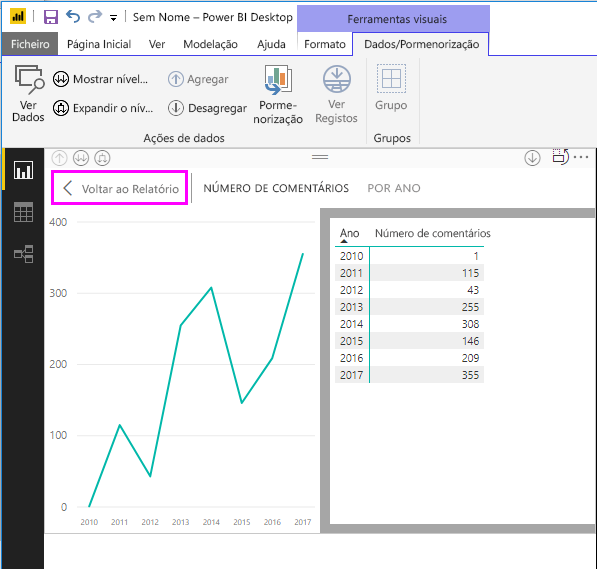 Sem Nome – Power BI Desktop
Ferramentas visuais
Ficheiro
Página Inicial
Ver
Modelação
Ajuda
Formato
Dados/Pormenorização
Ver
Dados
Mostrar nível...
Expandir o nív...
Agregar
Desagregar
Porme-
norização
Ver
Registos
Grupo
Ações de dados
Grupos
Voltar ao Relatório
NÚMERO DE COMENTÁRIOS
POR ANO
400
300
200
100
0
2010 2011 2012 2013 2014 2015 2016 2017
Ano Número de comentários
2010 1
2011 115
2012 43
2013 255
2014 308
2015 146
2016 209
2017 355